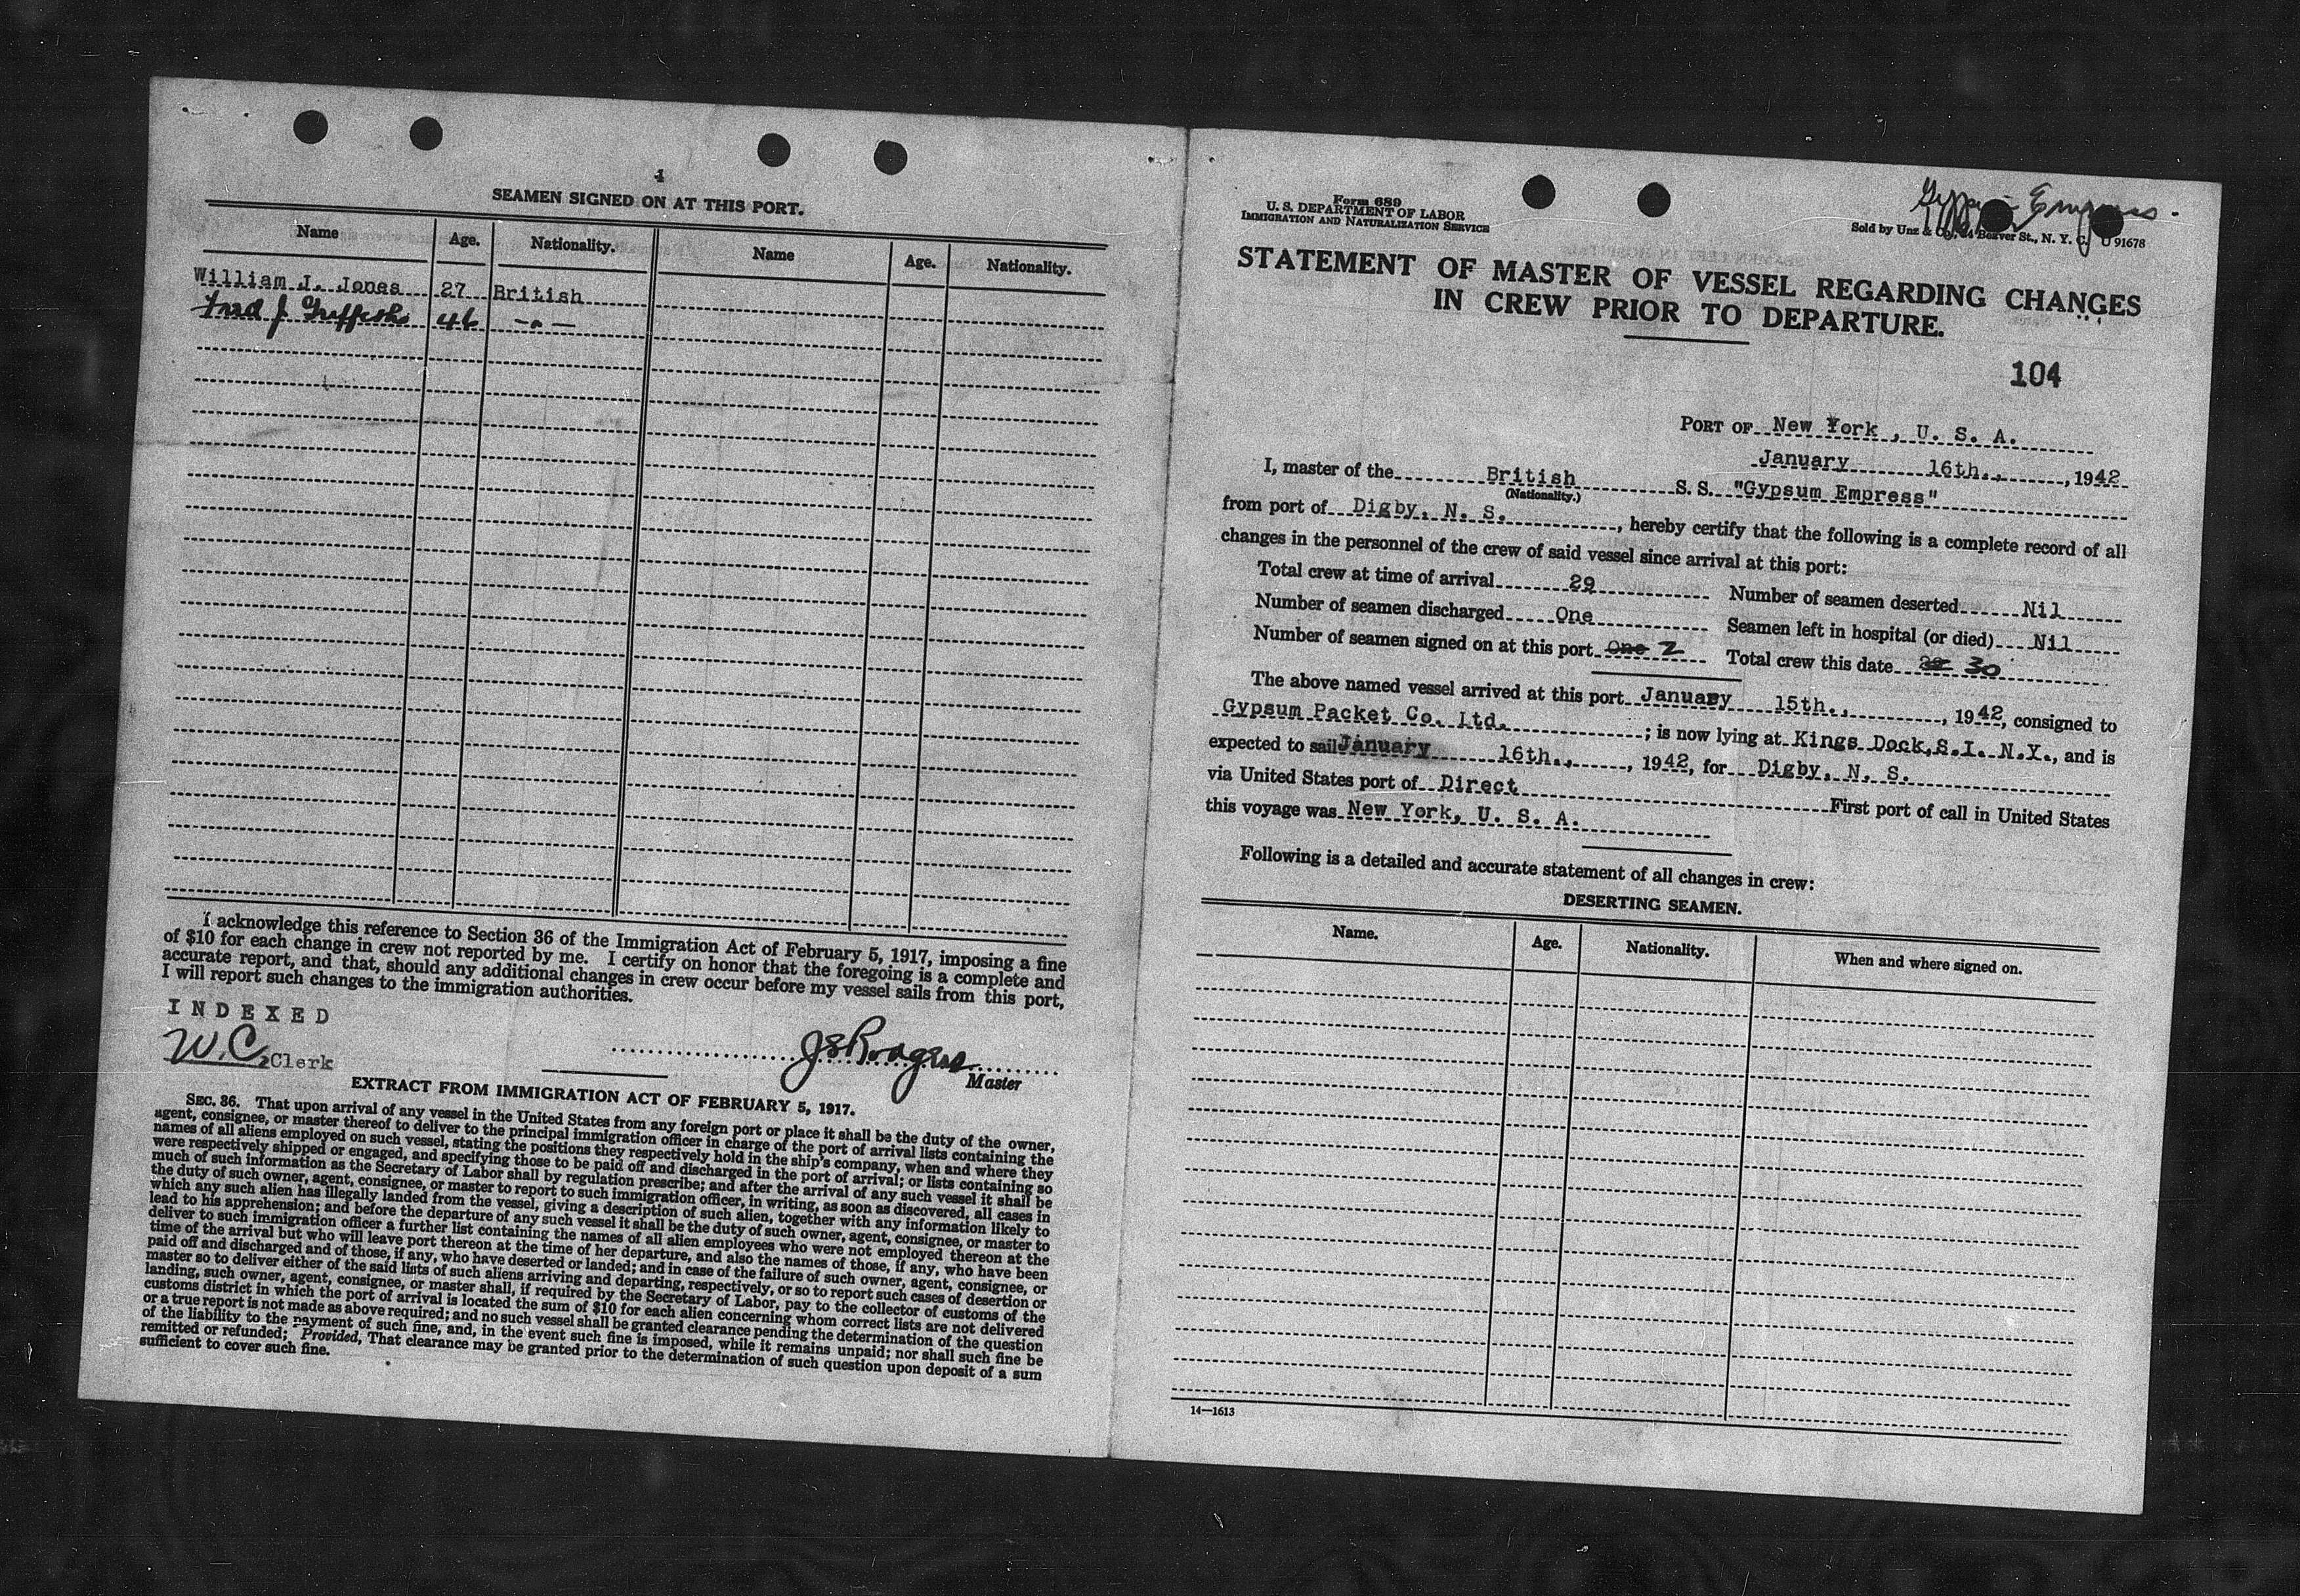 4
SEAMEN SIGNED ON AT THIS PORT.
Name Age. Nationality. Name Age. Nationality.
William J. Jones 27 British
Fred J Griffiths 46 -"-
I acknowledge this reference to Section 36 of the Immigration Act of February 5, 1917, imposing a fine
of $10 for each change in crew not reported by me. I certify on honor that the foregoing is a complete and
accurate report, and that, should any additional changes in crew occur before my vessel sails from this port,
I will report such changes to the immigration authorities.
INDEXED
W.C, Clerk
JSRodgers
Master
EXTRACT FROM IMMIGRATION ACT OF FEBRUARY 5, 1917.
SEC. 36. That upon arrival of any vessel in the United States from any foreign port or place it shall be the duty of the owner,
agent, consignee, or master thereof to deliver to the principal immigration officer in charge of the port of arrival lists containing the
names of all aliens employed on such vessel, stating the positions they respectively hold in the ship's company, when and where they
were respectively shipped or engaged, and specifying those to be paid off and discharged in the port of arrival; or lists containing so
much of such information as the Secretary of Labor shall by regulation prescribe; and after the arrival of any such vessel it shall be
the duty of such owner, agent, consignee, or master to report to such immigration officer, in writing, as soon as discovered, all cases in
which any such alien has illegally landed from the vessel, giving a description of such alien, together with any information likely to
lead to his apprehension; and before the departure of any such vessel it shall be the duty of such owner, agent, consignee, or master to
deliver to such immigration officer a further list containing the names of all alien employees who were not employed thereon at the
time of the arrival but who will leave port thereon at the time of her departure, and also the names of those, if any, who have been
paid off and discharged and of those, if any, who have deserted or landed; and in case of the failure of such owner, agent, consignee, or
master so to deliver either of the said lists of such aliens arriving and departing, respectively, or so to report such cases of desertion or
landing, such owner, agent, consignee, or master shall, if required by the Secretary of Labor, pay to the collector of customs of the
customs district in which the port of arrival is located the sum of $10 for each alien concerning whom correct lists are not delivered
or a true report is not made as above required; and no such vessel shall be granted clearance pending the determination of the question
of the liability to the payment of such fine, and, in the event such fine is imposed, while it remains unpaid; nor shall such fine be
remitted or refunded; Provided, That clearance may be granted prior to the determination of such question upon deposit of a sum
sufficient to cover such fine.
Gypsum Empress.
Form 689
U. S. DEPARTMENT OF LABOR
IMMIGRATION AND NATURALIZATION SERVICE
Sold by Unz & Co., 24 Beaver St., N. Y. C. U 91678
STATEMENT OF MASTER OF VESSEL REGARDING CHANGES
IN CREW PRIOR TO DEPARTURE.
104
PORT OF New York , U. S. A.
January 16th., , 1942
I, master of the British S. S. "Gypsum Empress"
(Nationality.)
from port of Digby, N. S. , hereby certify that the following is a complete record of all
changes in the personnel of the crew of said vessel since arrival at this port:
Total crew at time of arrival 29 Number of seamen deserted Nil
Number of seamen discharged One Seamen left in hospital (or died) Nil
Number of seamen signed on at this port One 2 Total crew this date 29 30
The above named vessel arrived at this port January 15th., , 1942, consigned to
Gypsum Packet Co. Ltd. ; is now lying at Kings Dock,S.I. N.Y., and is
expected to sail January 16th., , 1942, for Digby, N. S.
via United States port of Direct First port of call in United States
this voyage was New York, U. S. A.
Following is a detailed and accurate statement of all changes in crew:
DESERTING SEAMEN.
Name. Age. Nationality. When and where signed on.
14—1613